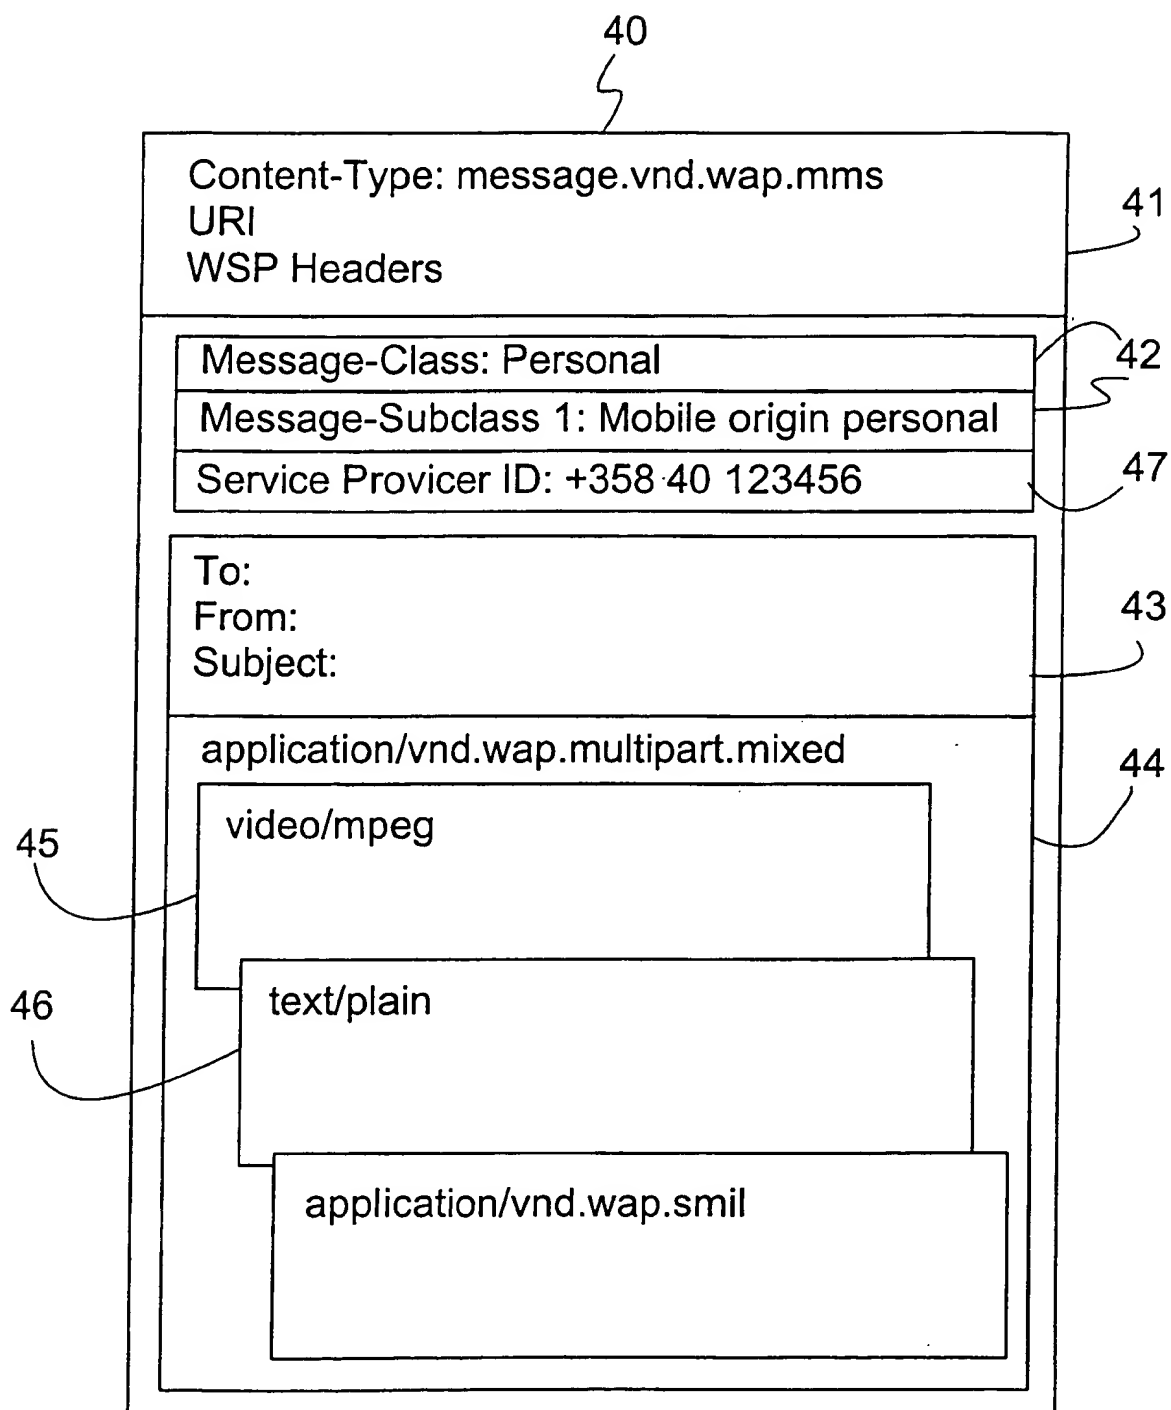 40
Content-Type: message.vnd.wap.mms
URI
WSP Headers
41
Message-Class: Personal
Message-Subclass 1: Mobile origin personal
42
Service Provicer ID: +358 40 123456
47
To:
From:
Subject:
43
application/vnd.wap.multipart.mixed
44
video/mpeg
45
text/plain
46
application/vnd.wap.smil